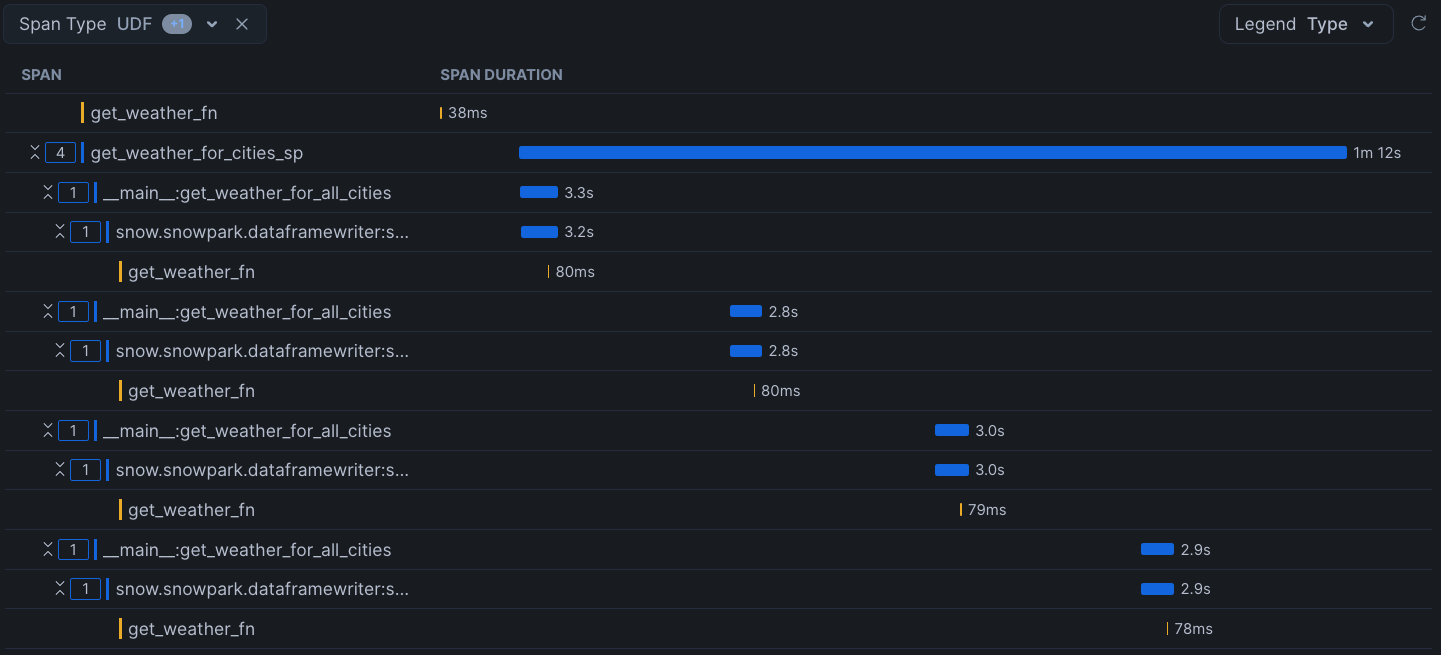 Span Type UDF +1 Legend Type
SPAN SPAN DURATION
get_weather_fn 38ms
4 get_weather_for_cities_sp 1m 12s
1 __main__:get_weather_for_all_cities 3.3s
1 snow.snowpark.dataframewriter:s... 3.2s
get_weather_fn 80ms
1 __main__:get_weather_for_all_cities 2.8s
1 snow.snowpark.dataframewriter:s... 2.8s
get_weather_fn 80ms
1 __main__:get_weather_for_all_cities 3.0s
1 snow.snowpark.dataframewriter:s... 3.0s
get_weather_fn 79ms
1 __main__:get_weather_for_all_cities 2.9s
1 snow.snowpark.dataframewriter:s... 2.9s
get_weather_fn 78ms